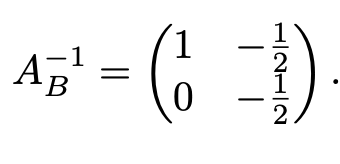 $A_B^{-1} = \begin{pmatrix} 1 & -\frac{1}{2} \\ 0 & -\frac{1}{2} \end{pmatrix}.$